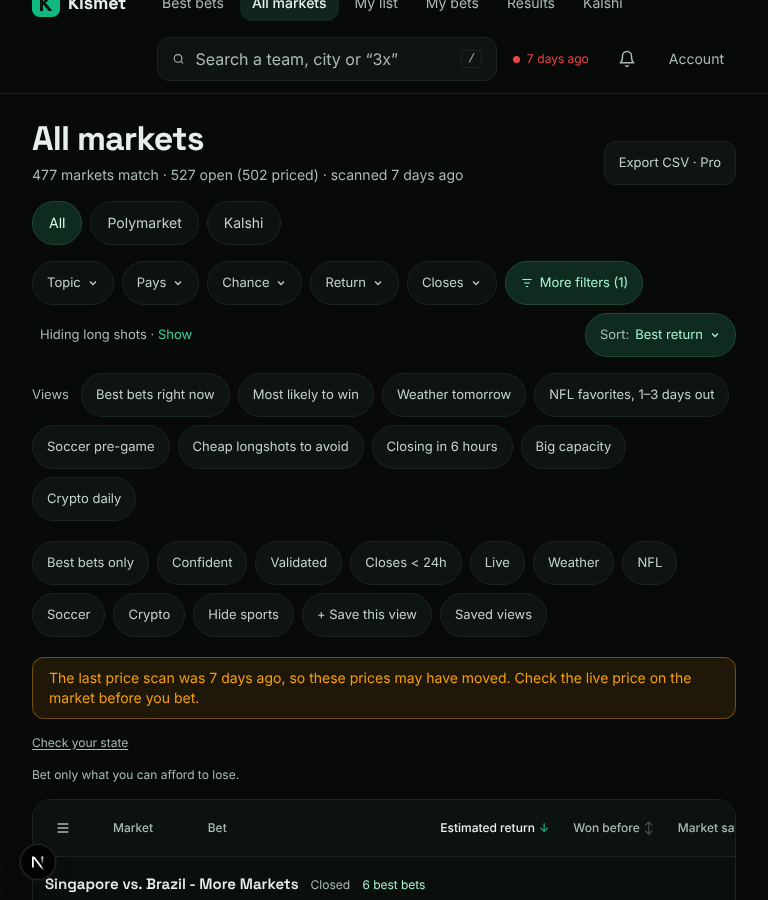 Kismet Best bets All markets My list My bets Results Kalshi
Search a team, city or “3x” / 7 days ago Account
All markets
477 markets match · 527 open (502 priced) · scanned 7 days ago
Export CSV · Pro
All Polymarket Kalshi
Topic Pays Chance Return Closes More filters (1)
Hiding long shots · Show Sort: Best return
Views Best bets right now Most likely to win Weather tomorrow NFL favorites, 1–3 days out
Soccer pre-game Cheap longshots to avoid Closing in 6 hours Big capacity
Crypto daily
Best bets only Confident Validated Closes < 24h Live Weather NFL
Soccer Crypto Hide sports + Save this view Saved views
The last price scan was 7 days ago, so these prices may have moved. Check the live price on the
market before you bet.
Check your state
Bet only what you can afford to lose.
Market Bet Estimated return ↓ Won before Market sa
N
Singapore vs. Brazil - More Markets Closed 6 best bets